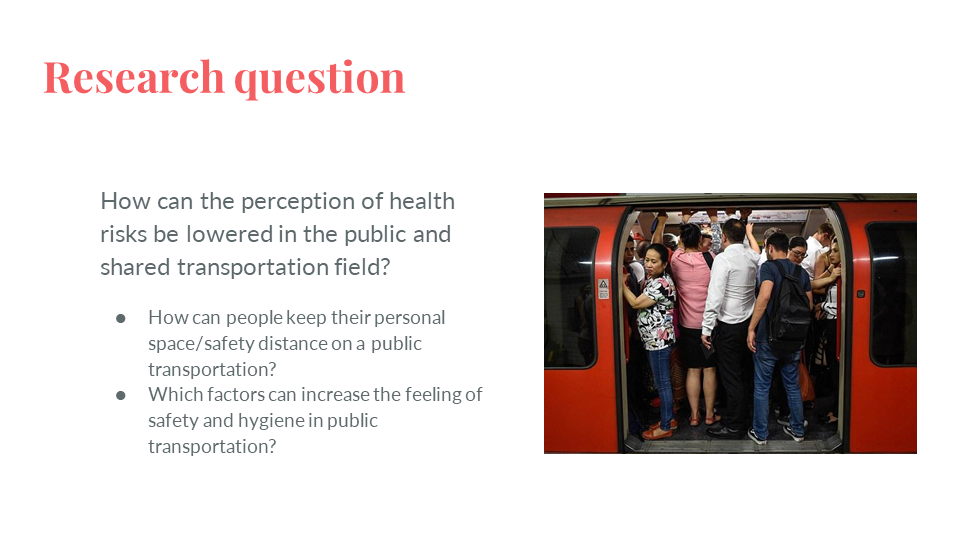 Research question
How can the perception of health
risks be lowered in the public and
shared transportation field?
● How can people keep their personal
space/safety distance on a public
transportation?
● Which factors can increase the feeling of
safety and hygiene in public
transportation?